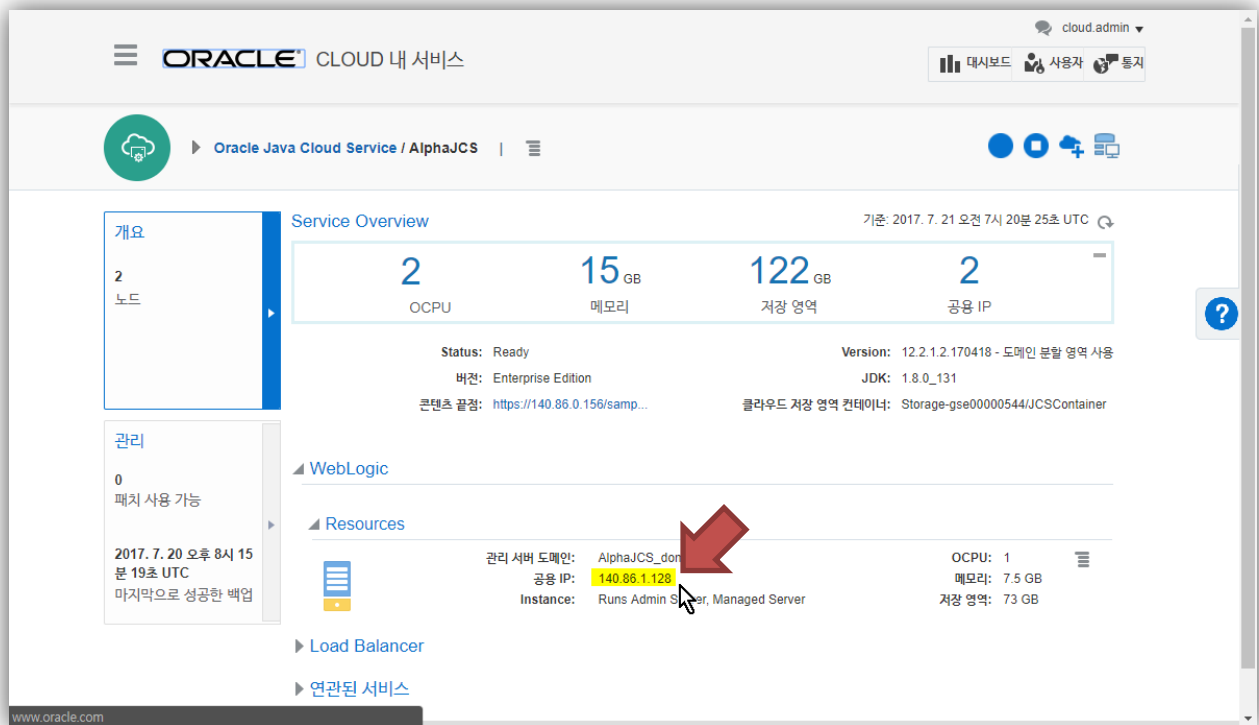 cloud.admin
ORACLE CLOUD 내 서비스
대시보드 사용자 통지
Oracle Java Cloud Service / AlphaJCS |
개요
2
노드
관리
0
패치 사용 가능
2017. 7. 20 오후 8시 15
분 19초 UTC
마지막으로 성공한 백업
Service Overview
기준: 2017. 7. 21 오전 7시 20분 25초 UTC
2 15 GB 122 GB 2
OCPU 메모리 저장 영역 공용 IP
Status: Ready
Version: 12.2.1.2.170418 - 도메인 분할 영역 사용
버전: Enterprise Edition
JDK: 1.8.0_131
콘텐츠 끝점: https://140.86.0.156/samp...
클라우드 저장 영역 컨테이너: Storage-gse00000544/JCSContainer
WebLogic
Resources
관리 서버 도메인: AlphaJCS_dom
OCPU: 1
공용 IP: 140.86.1.128
메모리: 7.5 GB
Instance: Runs Admin Server, Managed Server
저장 영역: 73 GB
Load Balancer
연관된 서비스
?
www.oracle.com